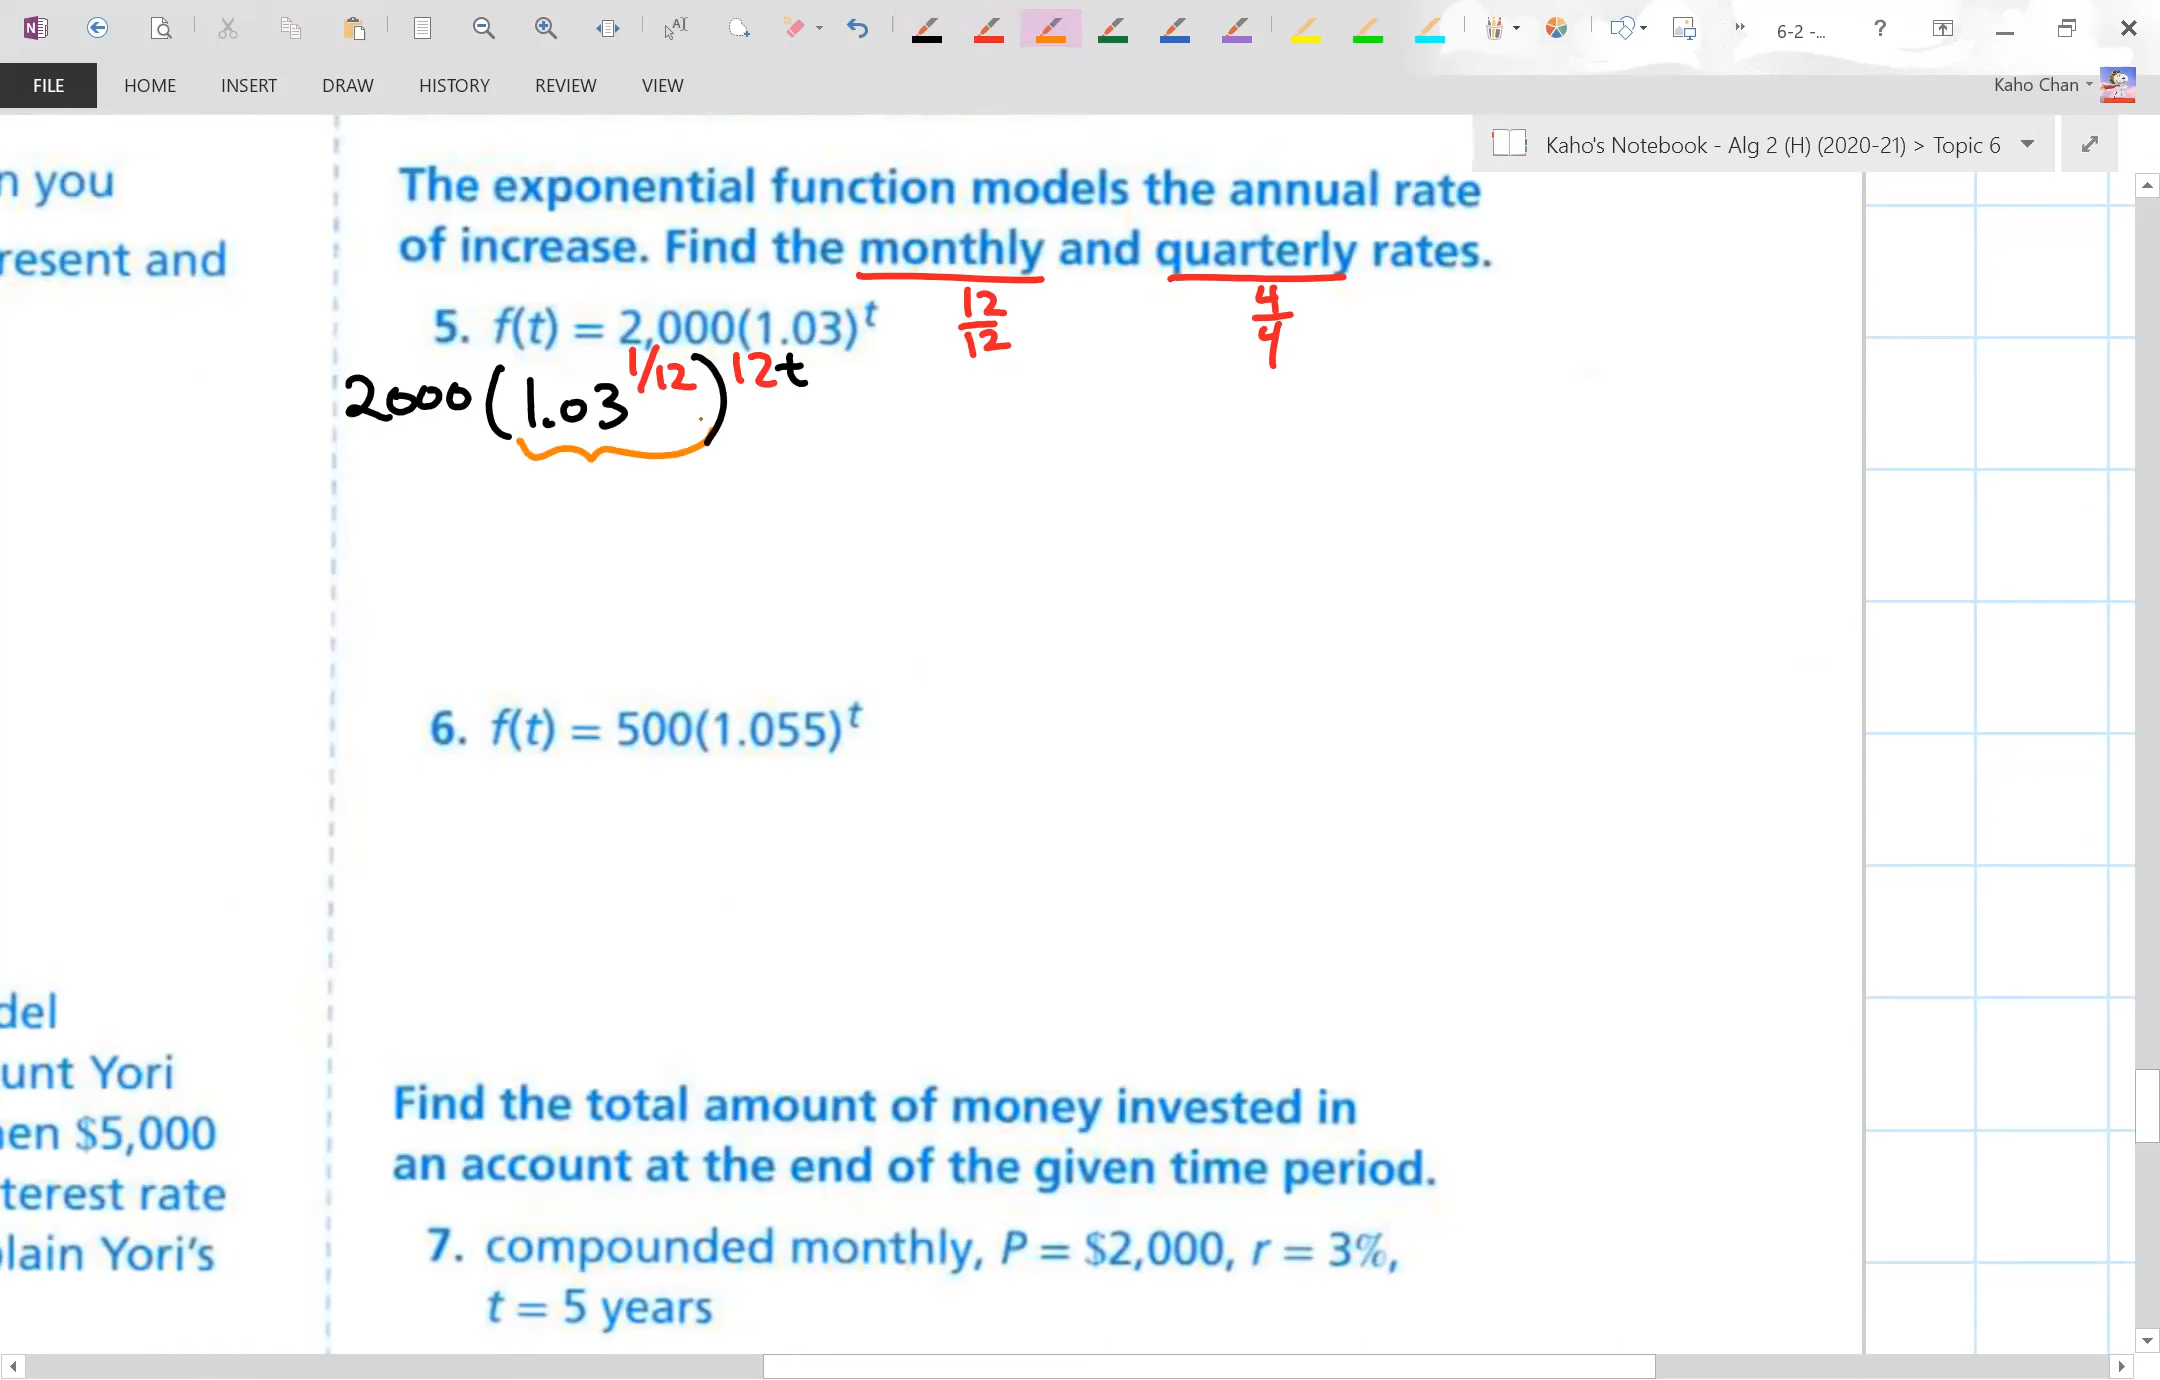 6-2 -...
FILE HOME INSERT DRAW HISTORY REVIEW VIEW
Kaho Chan
Kaho's Notebook - Alg 2 (H) (2020-21) > Topic 6
n you
resent and
del
unt Yori
en $5,000
terest rate
lain Yori's
The exponential function models the annual rate
of increase. Find the monthly and quarterly rates.
12/12 4/4
5. f(t) = 2,000(1.03)^t
2000(1.03^1/12)^12t
6. f(t) = 500(1.055)^t
Find the total amount of money invested in
an account at the end of the given time period.
7. compounded monthly, P = $2,000, r = 3%,
t = 5 years